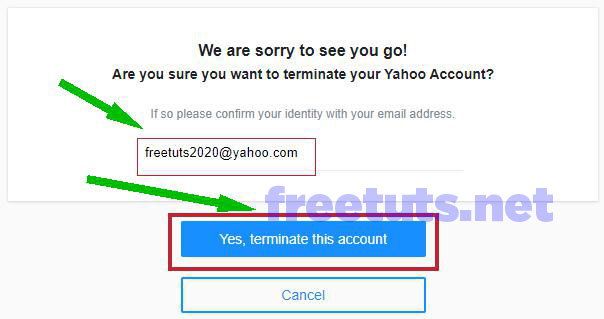 We are sorry to see you go!
Are you sure you want to terminate your Yahoo Account?
If so please confirm your identity with your email address.
freetuts2020@yahoo.com
freetuts.net
Yes, terminate this account
Cancel